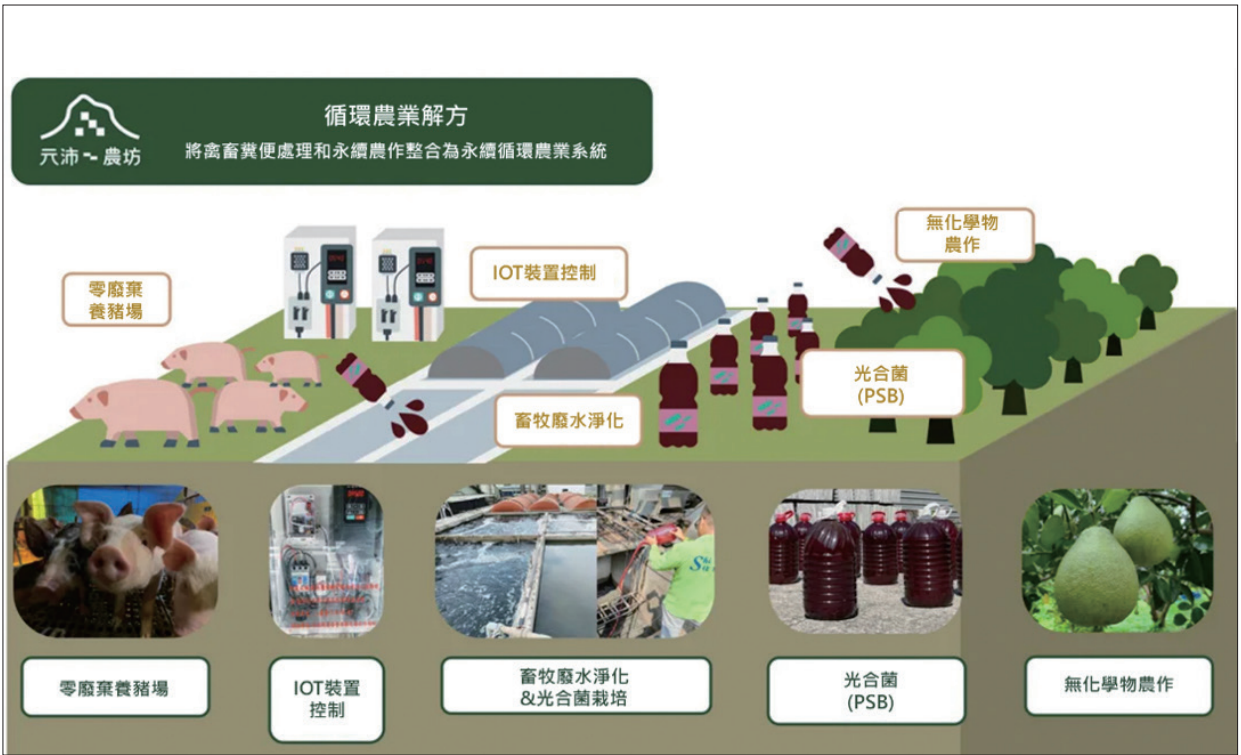 循環農業解方
元沛農坊
將禽畜糞便處理和永續農作整合為永續循環農業系統
無化學物
農作
IOT裝置控制
零廢棄
養豬場
光合菌
(PSB)
畜牧廢水淨化
零廢棄養豬場
IOT裝置
控制
畜牧廢水淨化
&光合菌栽培
光合菌
(PSB)
無化學物農作